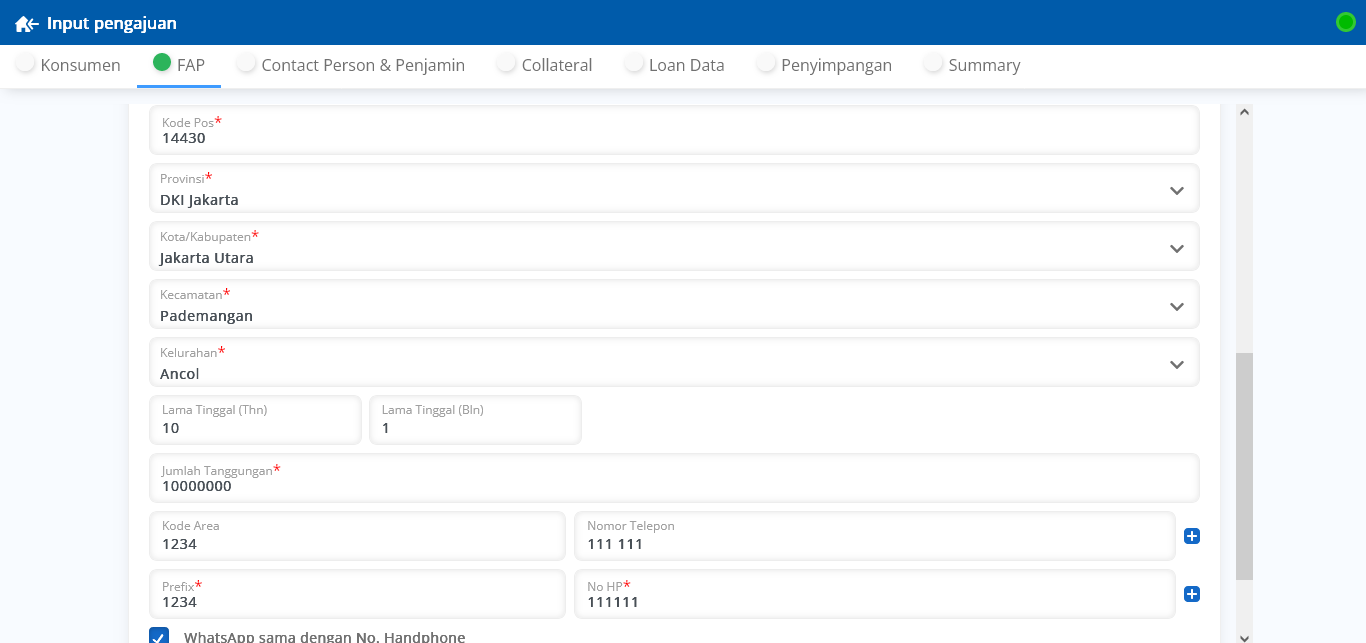 Input pengajuan
Konsumen FAP Contact Person & Penjamin Collateral Loan Data Penyimpangan Summary
Kode Pos*
14430
Provinsi*
DKI Jakarta
Kota/Kabupaten*
Jakarta Utara
Kecamatan*
Pademangan
Kelurahan*
Ancol
Lama Tinggal (Thn) Lama Tinggal (Bln)
10 1
Jumlah Tanggungan*
10000000
Kode Area Nomor Telepon
1234 111 111
Prefix* No HP*
1234 111111
WhatsApp sama dengan No. Handphone